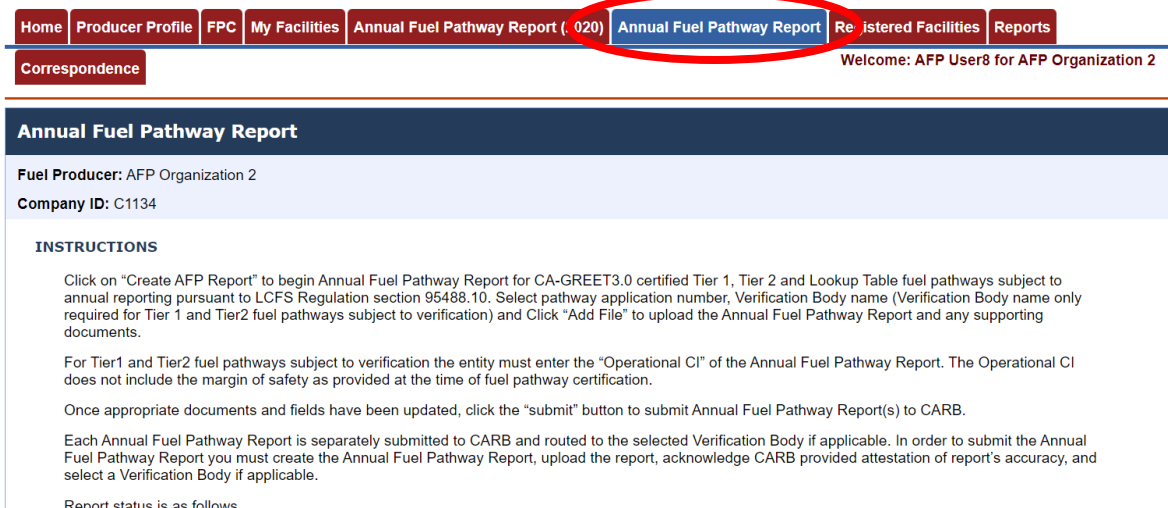 Home Producer Profile FPC My Facilities Annual Fuel Pathway Report (2020) Annual Fuel Pathway Report Registered Facilities Reports
Correspondence
Welcome: AFP User8 for AFP Organization 2
Annual Fuel Pathway Report
Fuel Producer: AFP Organization 2
Company ID: C1134
INSTRUCTIONS
Click on “Create AFP Report” to begin Annual Fuel Pathway Report for CA-GREET3.0 certified Tier 1, Tier 2 and Lookup Table fuel pathways subject to
annual reporting pursuant to LCFS Regulation section 95488.10. Select pathway application number, Verification Body name (Verification Body name only
required for Tier 1 and Tier2 fuel pathways subject to verification) and Click “Add File” to upload the Annual Fuel Pathway Report and any supporting
documents.
For Tier1 and Tier2 fuel pathways subject to verification the entity must enter the “Operational CI” of the Annual Fuel Pathway Report. The Operational CI
does not include the margin of safety as provided at the time of fuel pathway certification.
Once appropriate documents and fields have been updated, click the “submit” button to submit Annual Fuel Pathway Report(s) to CARB.
Each Annual Fuel Pathway Report is separately submitted to CARB and routed to the selected Verification Body if applicable. In order to submit the Annual
Fuel Pathway Report you must create the Annual Fuel Pathway Report, upload the report, acknowledge CARB provided attestation of report’s accuracy, and
select a Verification Body if applicable.
Report status is as follows